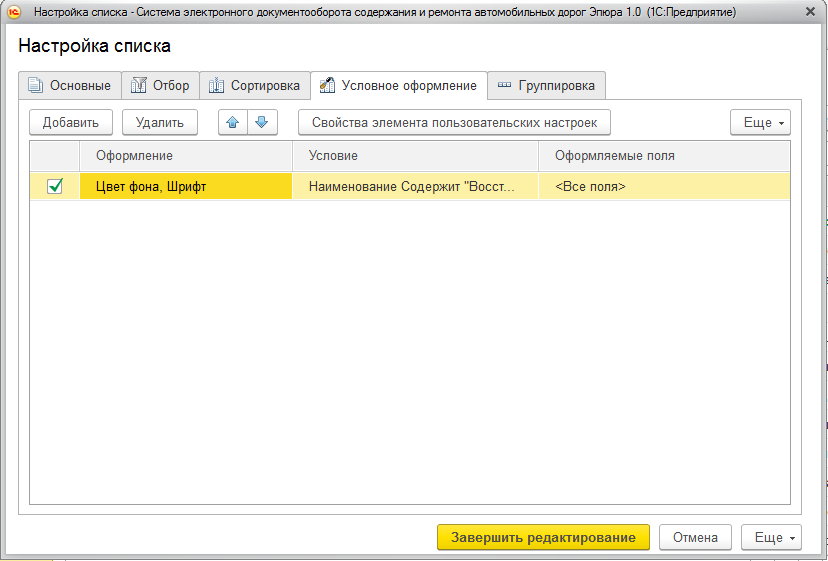 Настройка списка - Система электронного документооборота содержания и ремонта автомобильных дорог Эпюра 1.0 (1С:Предприятие)
Настройка списка
Основные Отбор Сортировка Условное оформление Группировка
Добавить Удалить Свойства элемента пользовательских настроек Еще
Оформление Условие Оформляемые поля
Цвет фона, Шрифт Наименование Содержит "Восст... <Все поля>
Завершить редактирование Отмена Еще